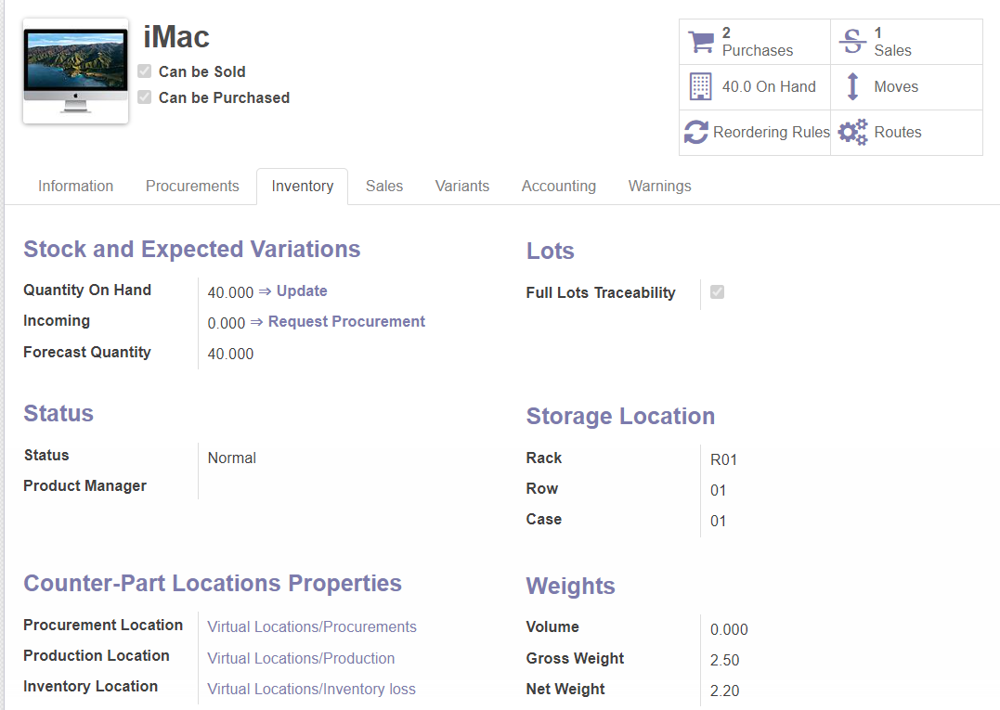 iMac
Can be Sold
Can be Purchased
2
Purchases
1
Sales
40.0 On Hand
Moves
Reordering Rules
Routes
Information Procurements Inventory Sales Variants Accounting Warnings
Stock and Expected Variations
Quantity On Hand 40.000 ⇒ Update
Incoming 0.000 ⇒ Request Procurement
Forecast Quantity 40.000
Lots
Full Lots Traceability
Status
Status Normal
Product Manager
Storage Location
Rack R01
Row 01
Case 01
Counter-Part Locations Properties
Procurement Location Virtual Locations/Procurements
Production Location Virtual Locations/Production
Inventory Location Virtual Locations/Inventory loss
Weights
Volume 0.000
Gross Weight 2.50
Net Weight 2.20